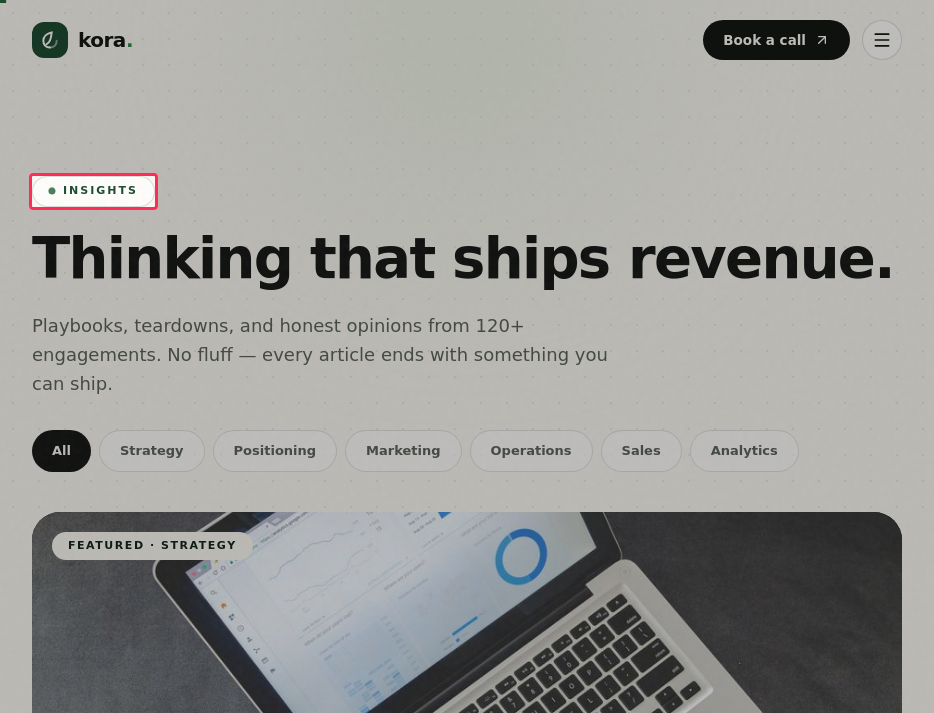 kora.
Book a call
INSIGHTS
Thinking that ships revenue.
Playbooks, teardowns, and honest opinions from 120+
engagements. No fluff — every article ends with something you
can ship.
All
Strategy
Positioning
Marketing
Operations
Sales
Analytics
FEATURED · STRATEGY